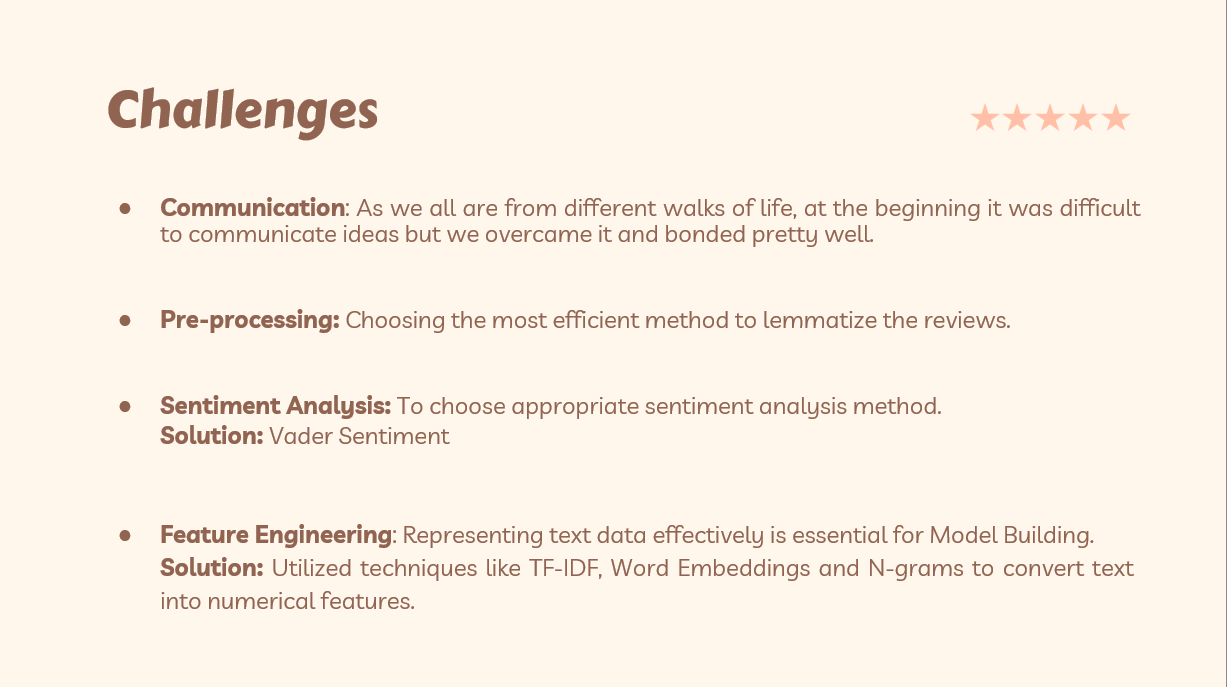 Challenges
★★★★★
● Communication: As we all are from different walks of life, at the beginning it was difficult
to communicate ideas but we overcame it and bonded pretty well.
● Pre-processing: Choosing the most efficient method to lemmatize the reviews.
● Sentiment Analysis: To choose appropriate sentiment analysis method.
Solution: Vader Sentiment
● Feature Engineering: Representing text data effectively is essential for Model Building.
Solution: Utilized techniques like TF-IDF, Word Embeddings and N-grams to convert text
into numerical features.